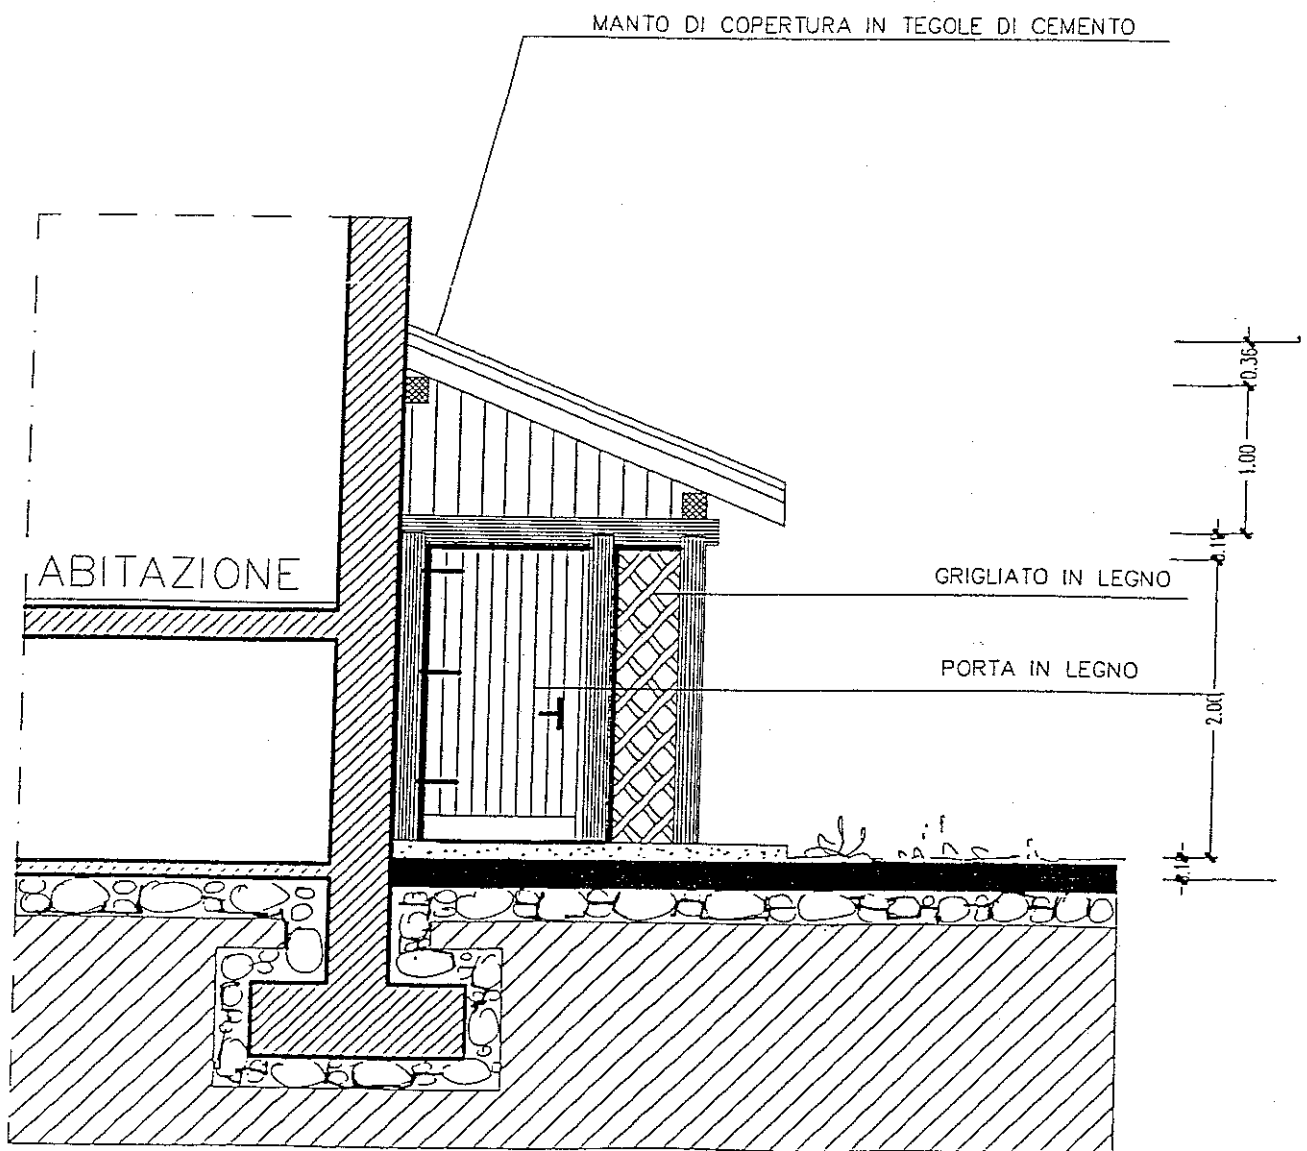 MANTO DI COPERTURA IN TEGOLE DI CEMENTO
0.36
1.00
ABITAZIONE
GRIGLIATO IN LEGNO
PORTA IN LEGNO
2.00